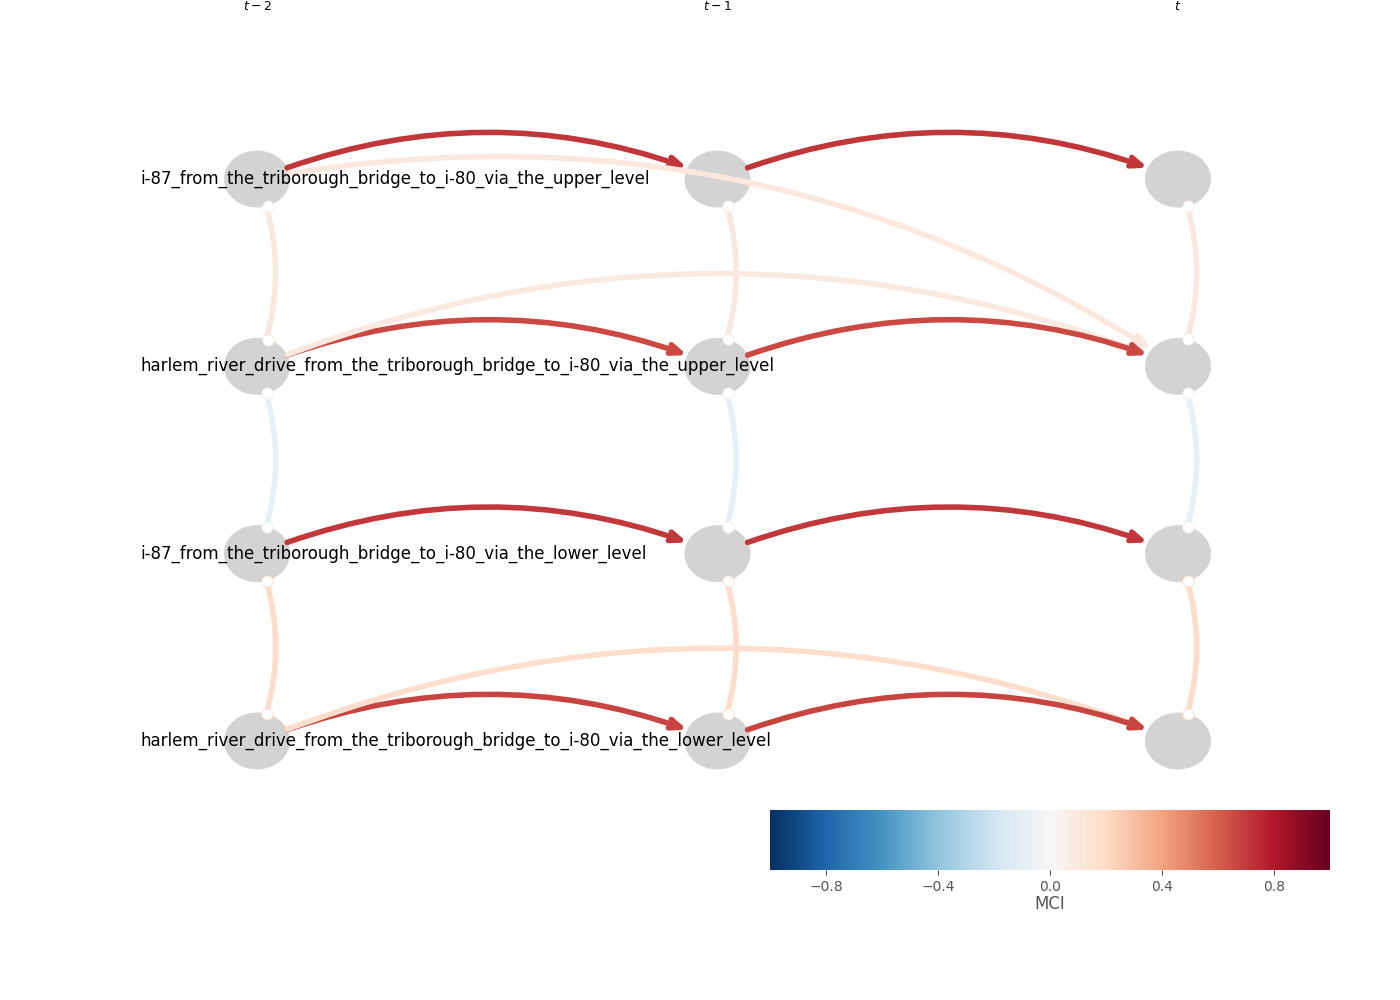 t − 2 t − 1 t
i-87_from_the_triborough_bridge_to_i-80_via_the_upper_level
harlem_river_drive_from_the_triborough_bridge_to_i-80_via_the_upper_level
i-87_from_the_triborough_bridge_to_i-80_via_the_lower_level
harlem_river_drive_from_the_triborough_bridge_to_i-80_via_the_lower_level
−0.8 −0.4 0.0 0.4 0.8
MCI